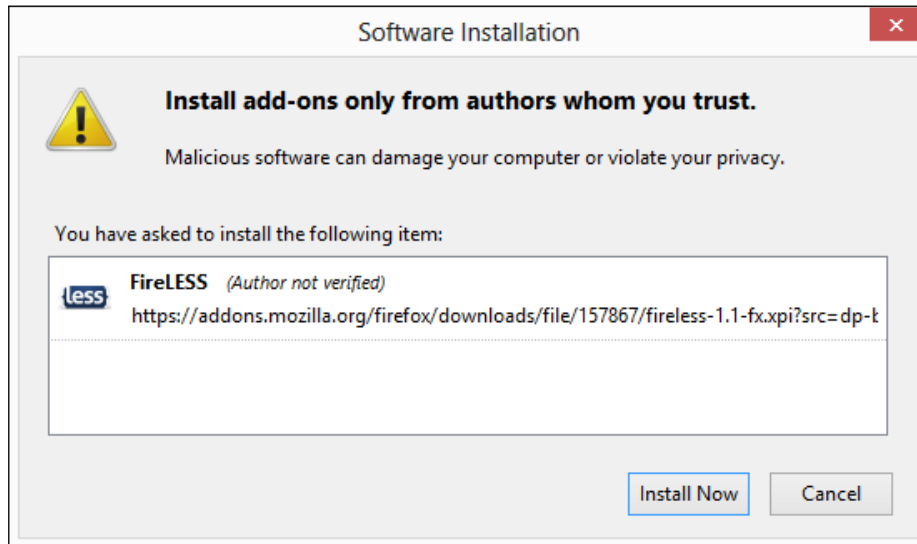 Software Installation
Install add-ons only from authors whom you trust.
Malicious software can damage your computer or violate your privacy.
You have asked to install the following item:
{less}
FireLESS (Author not verified)
https://addons.mozilla.org/firefox/downloads/file/157867/fireless-1.1-fx.xpi?src=dp-b
Install Now
Cancel